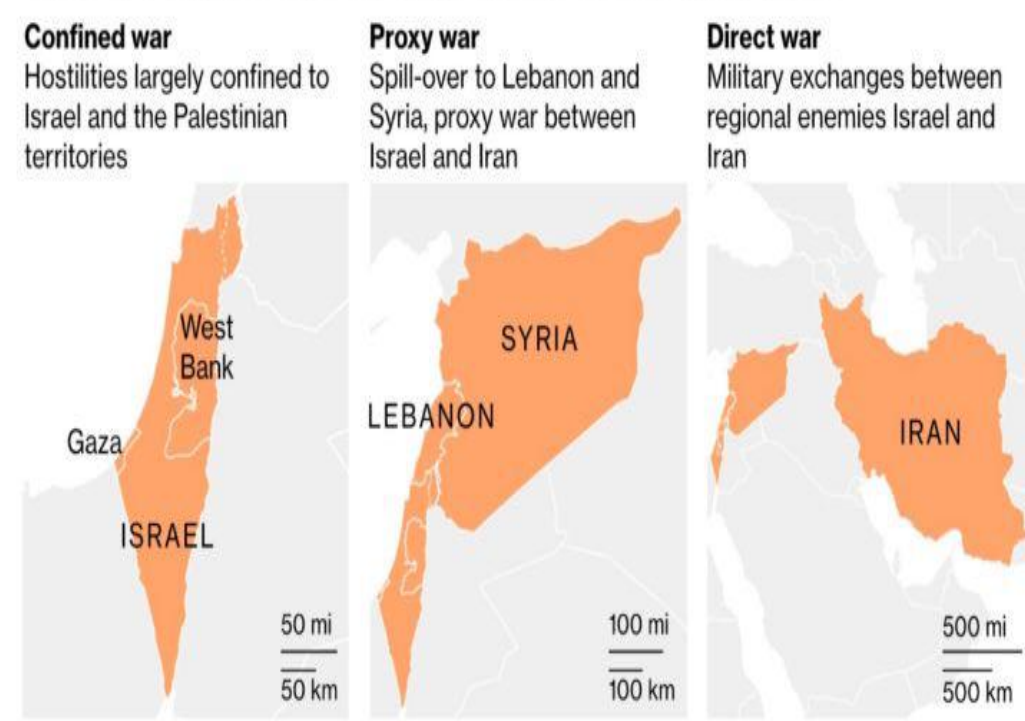 Confined war
Hostilities largely confined to
Israel and the Palestinian
territories
West
Bank
Gaza
ISRAEL
50 mi
50 km
Proxy war
Spill-over to Lebanon and
Syria, proxy war between
Israel and Iran
SYRIA
LEBANON
100 mi
100 km
Direct war
Military exchanges between
regional enemies Israel and
Iran
IRAN
500 mi
500 km